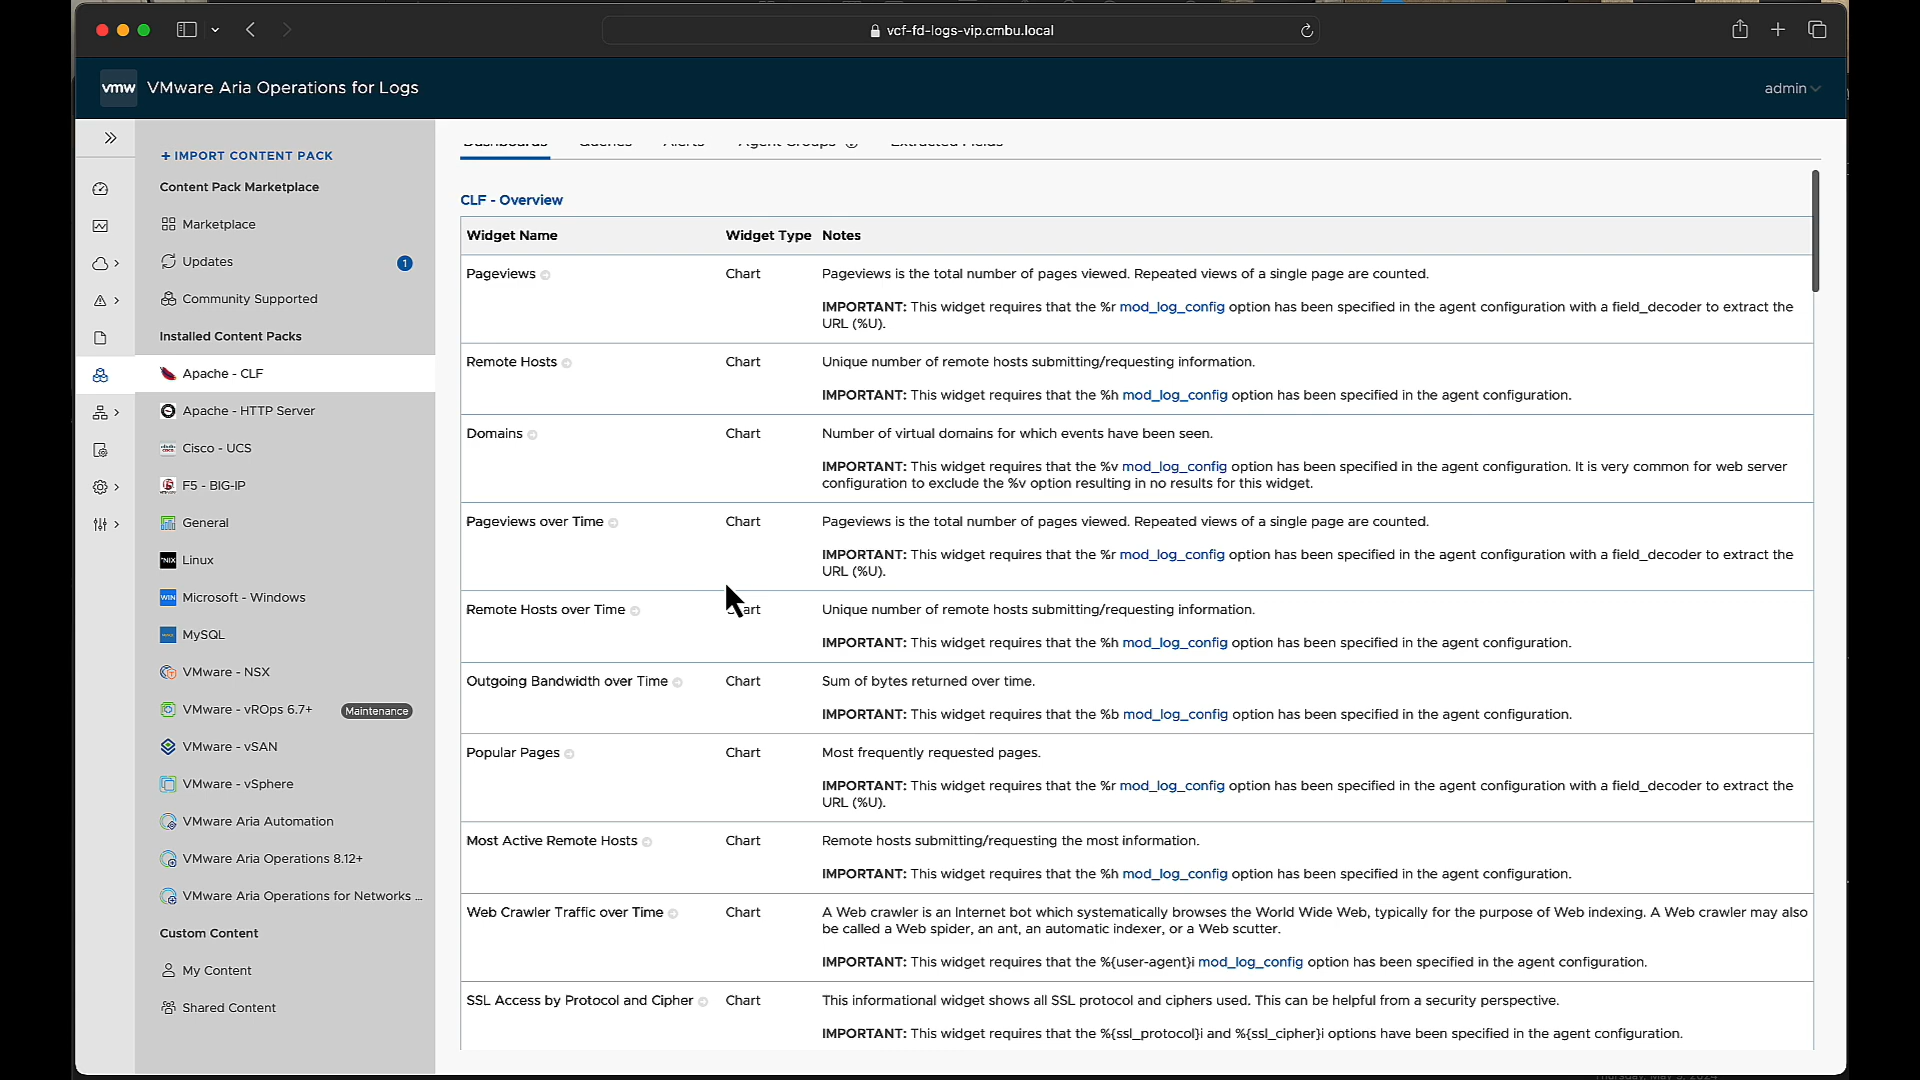 vcf-fd-logs-vip.cmbu.local
vmw VMware Aria Operations for Logs
admin
+ IMPORT CONTENT PACK
Content Pack Marketplace
Marketplace
Updates 1
Community Supported
Installed Content Packs
Apache - CLF
Apache - HTTP Server
Cisco - UCS
F5 - BIG-IP
General
Linux
Microsoft - Windows
MySQL
VMware - NSX
VMware - vROps 6.7+ Maintenance
VMware - vSAN
VMware - vSphere
VMware Aria Automation
VMware Aria Operations 8.12+
VMware Aria Operations for Networks ...
Custom Content
My Content
Shared Content
Dashboards Queries Alerts Agent Groups Extracted Fields
CLF - Overview
Widget Name Widget Type Notes
Pageviews Chart Pageviews is the total number of pages viewed. Repeated views of a single page are counted.
IMPORTANT: This widget requires that the %r mod_log_config option has been specified in the agent configuration with a field_decoder to extract the
URL (%U).
Remote Hosts Chart Unique number of remote hosts submitting/requesting information.
IMPORTANT: This widget requires that the %h mod_log_config option has been specified in the agent configuration.
Domains Chart Number of virtual domains for which events have been seen.
IMPORTANT: This widget requires that the %v mod_log_config option has been specified in the agent configuration. It is very common for web server
configuration to exclude the %v option resulting in no results for this widget.
Pageviews over Time Chart Pageviews is the total number of pages viewed. Repeated views of a single page are counted.
IMPORTANT: This widget requires that the %r mod_log_config option has been specified in the agent configuration with a field_decoder to extract the
URL (%U).
Remote Hosts over Time Chart Unique number of remote hosts submitting/requesting information.
IMPORTANT: This widget requires that the %h mod_log_config option has been specified in the agent configuration.
Outgoing Bandwidth over Time Chart Sum of bytes returned over time.
IMPORTANT: This widget requires that the %b mod_log_config option has been specified in the agent configuration.
Popular Pages Chart Most frequently requested pages.
IMPORTANT: This widget requires that the %r mod_log_config option has been specified in the agent configuration with a field_decoder to extract the
URL (%U).
Most Active Remote Hosts Chart Remote hosts submitting/requesting the most information.
IMPORTANT: This widget requires that the %h mod_log_config option has been specified in the agent configuration.
Web Crawler Traffic over Time Chart A Web crawler is an Internet bot which systematically browses the World Wide Web, typically for the purpose of Web indexing. A Web crawler may also
be called a Web spider, an ant, an automatic indexer, or a Web scutter.
IMPORTANT: This widget requires that the %{user-agent}i mod_log_config option has been specified in the agent configuration.
SSL Access by Protocol and Cipher Chart This informational widget shows all SSL protocol and ciphers used. This can be helpful from a security perspective.
IMPORTANT: This widget requires that the %{ssl_protocol}i and %{ssl_cipher}i options have been specified in the agent configuration.